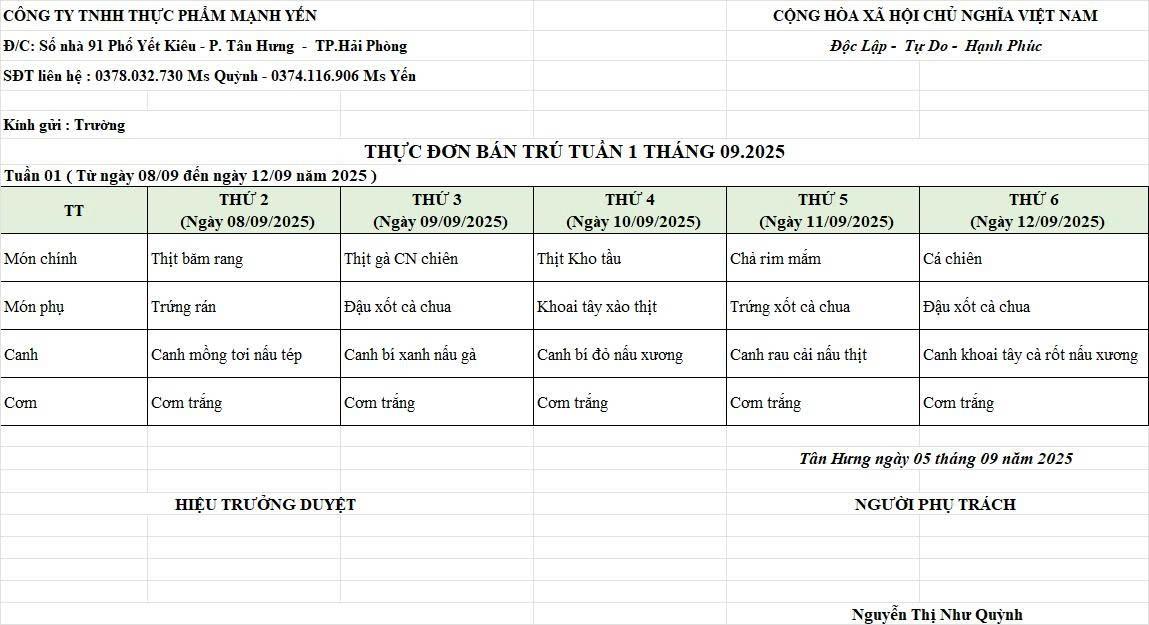 CÔNG TY TNHH THỰC PHẨM MẠNH YẾN
CỘNG HÒA XÃ HỘI CHỦ NGHĨA VIỆT NAM
Đ/C: Số nhà 91 Phố Yết Kiêu - P. Tân Hưng - TP.Hải Phòng
Độc Lập - Tự Do - Hạnh Phúc
SĐT liên hệ : 0378.032.730 Ms Quỳnh - 0374.116.906 Ms Yến
Kính gửi : Trường
THỰC ĐƠN BÁN TRÚ TUẦN 1 THÁNG 09.2025
Tuần 01 ( Từ ngày 08/09 đến ngày 12/09 năm 2025 )
TT
THỨ 2
(Ngày 08/09/2025)
THỨ 3
(Ngày 09/09/2025)
THỨ 4
(Ngày 10/09/2025)
THỨ 5
(Ngày 11/09/2025)
THỨ 6
(Ngày 12/09/2025)
Món chính
Thịt băm rang
Thịt gà CN chiên
Thịt Kho tầu
Chả rim mắm
Cá chiên
Món phụ
Trứng rán
Đậu xốt cà chua
Khoai tây xào thịt
Trứng xốt cà chua
Đậu xốt cà chua
Canh
Canh mồng tơi nấu tép
Canh bí xanh nấu gà
Canh bí đỏ nấu xương
Canh rau cải nấu thịt
Canh khoai tây cà rốt nấu xương
Cơm
Cơm trắng
Cơm trắng
Cơm trắng
Cơm trắng
Cơm trắng
Tân Hưng ngày 05 tháng 09 năm 2025
HIỆU TRƯỞNG DUYỆT
NGƯỜI PHỤ TRÁCH
Nguyễn Thị Như Quỳnh